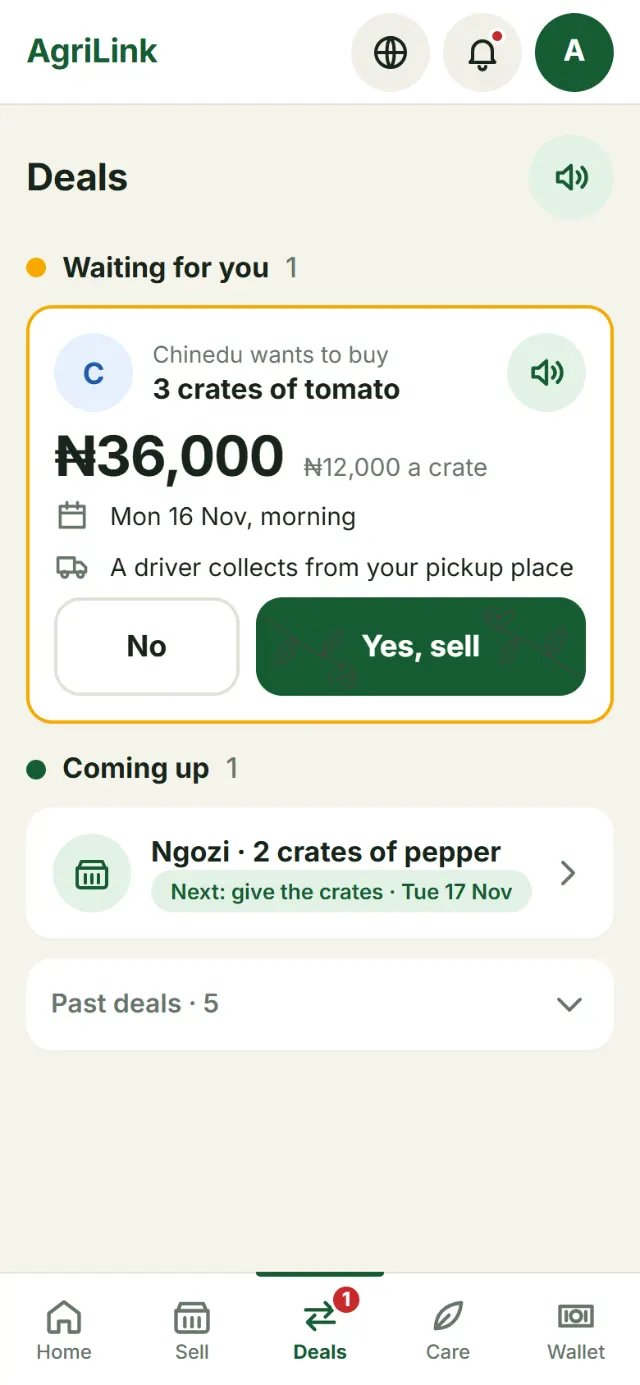 AgriLink
A
Deals
Waiting for you 1
C
Chinedu wants to buy
3 crates of tomato
₦36,000 ₦12,000 a crate
Mon 16 Nov, morning
A driver collects from your pickup place
No
Yes, sell
Coming up 1
Ngozi · 2 crates of pepper
Next: give the crates · Tue 17 Nov
Past deals · 5
1
Home
Sell
Deals
Care
Wallet